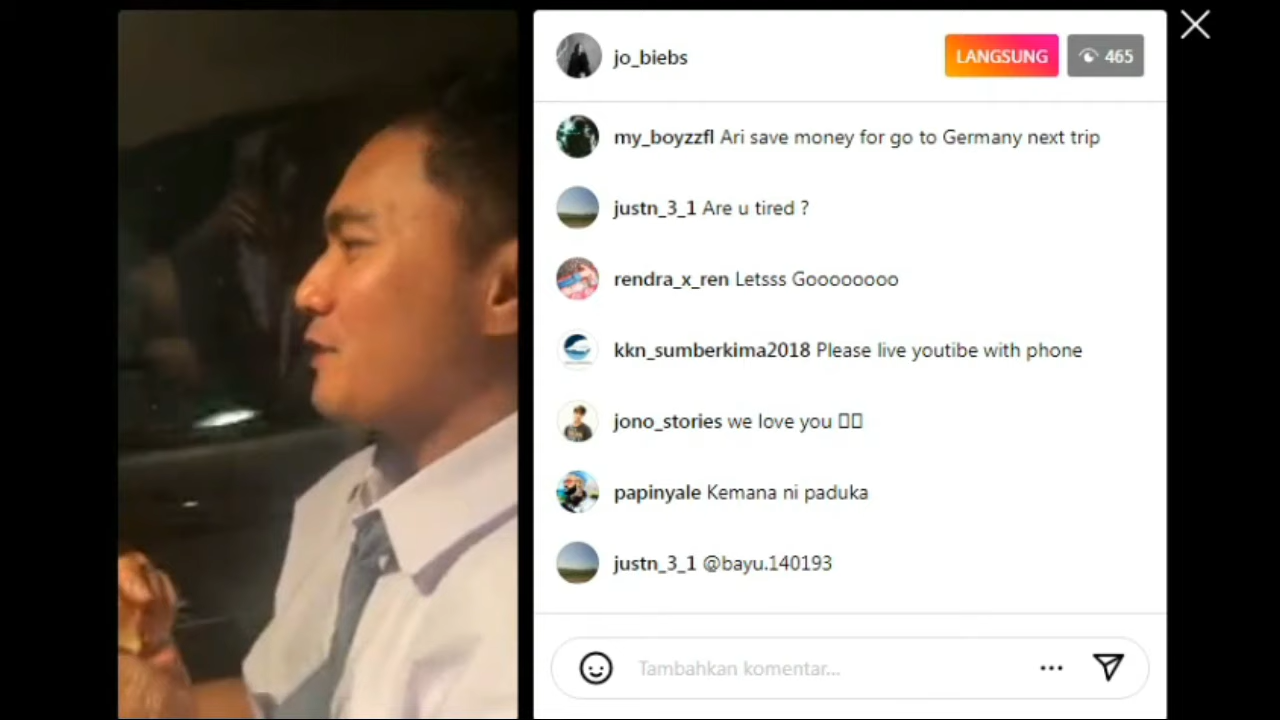 jo_biebs
LANGSUNG
465
my_boyzzfl Ari save money for go to Germany next trip
justn_3_1 Are u tired ?
rendra_x_ren Letsss Goooooooo
kkn_sumberkima2018 Please live youtibe with phone
jono_stories we love you
papinyale Kemana ni paduka
justn_3_1 @bayu.140193
Tambahkan komentar...